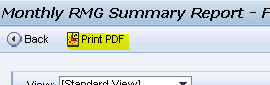 Monthly RMG Summary Report - F
Back Print PDF
View: [Standard View]